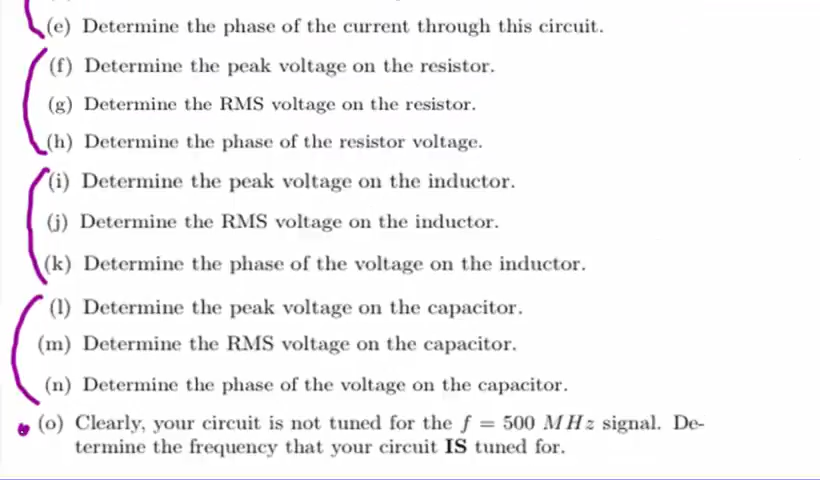 (e) Determine the phase of the current through this circuit.
(f) Determine the peak voltage on the resistor.
(g) Determine the RMS voltage on the resistor.
(h) Determine the phase of the resistor voltage.
(i) Determine the peak voltage on the inductor.
(j) Determine the RMS voltage on the inductor.
(k) Determine the phase of the voltage on the inductor.
(l) Determine the peak voltage on the capacitor.
(m) Determine the RMS voltage on the capacitor.
(n) Determine the phase of the voltage on the capacitor.
(o) Clearly, your circuit is not tuned for the f = 500 MHz signal. De-
termine the frequency that your circuit IS tuned for.